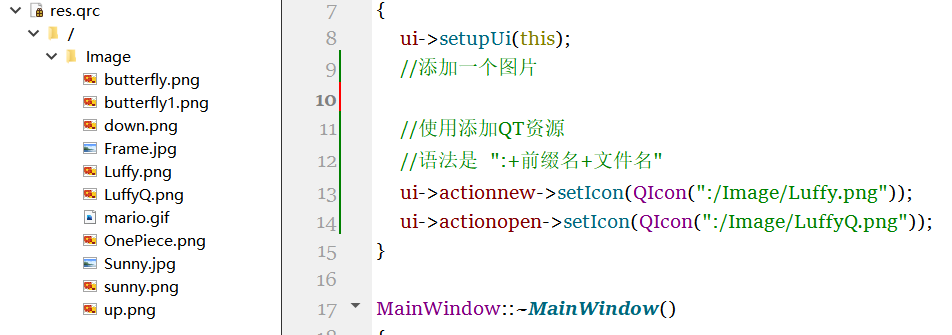 res.qrc
/
Image
butterfly.png
butterfly1.png
down.png
Frame.jpg
Luffy.png
LuffyQ.png
mario.gif
OnePiece.png
Sunny.jpg
sunny.png
up.png
7 {
8 ui->setupUi(this);
9 //添加一个图片
10
11 //使用添加QT资源
12 //语法是 ":+前缀名+文件名"
13 ui->actionnew->setIcon(QIcon(":/Image/Luffy.png"));
14 ui->actionopen->setIcon(QIcon(":/Image/LuffyQ.png"));
15 }
16
17 MainWindow::~MainWindow()
18 {